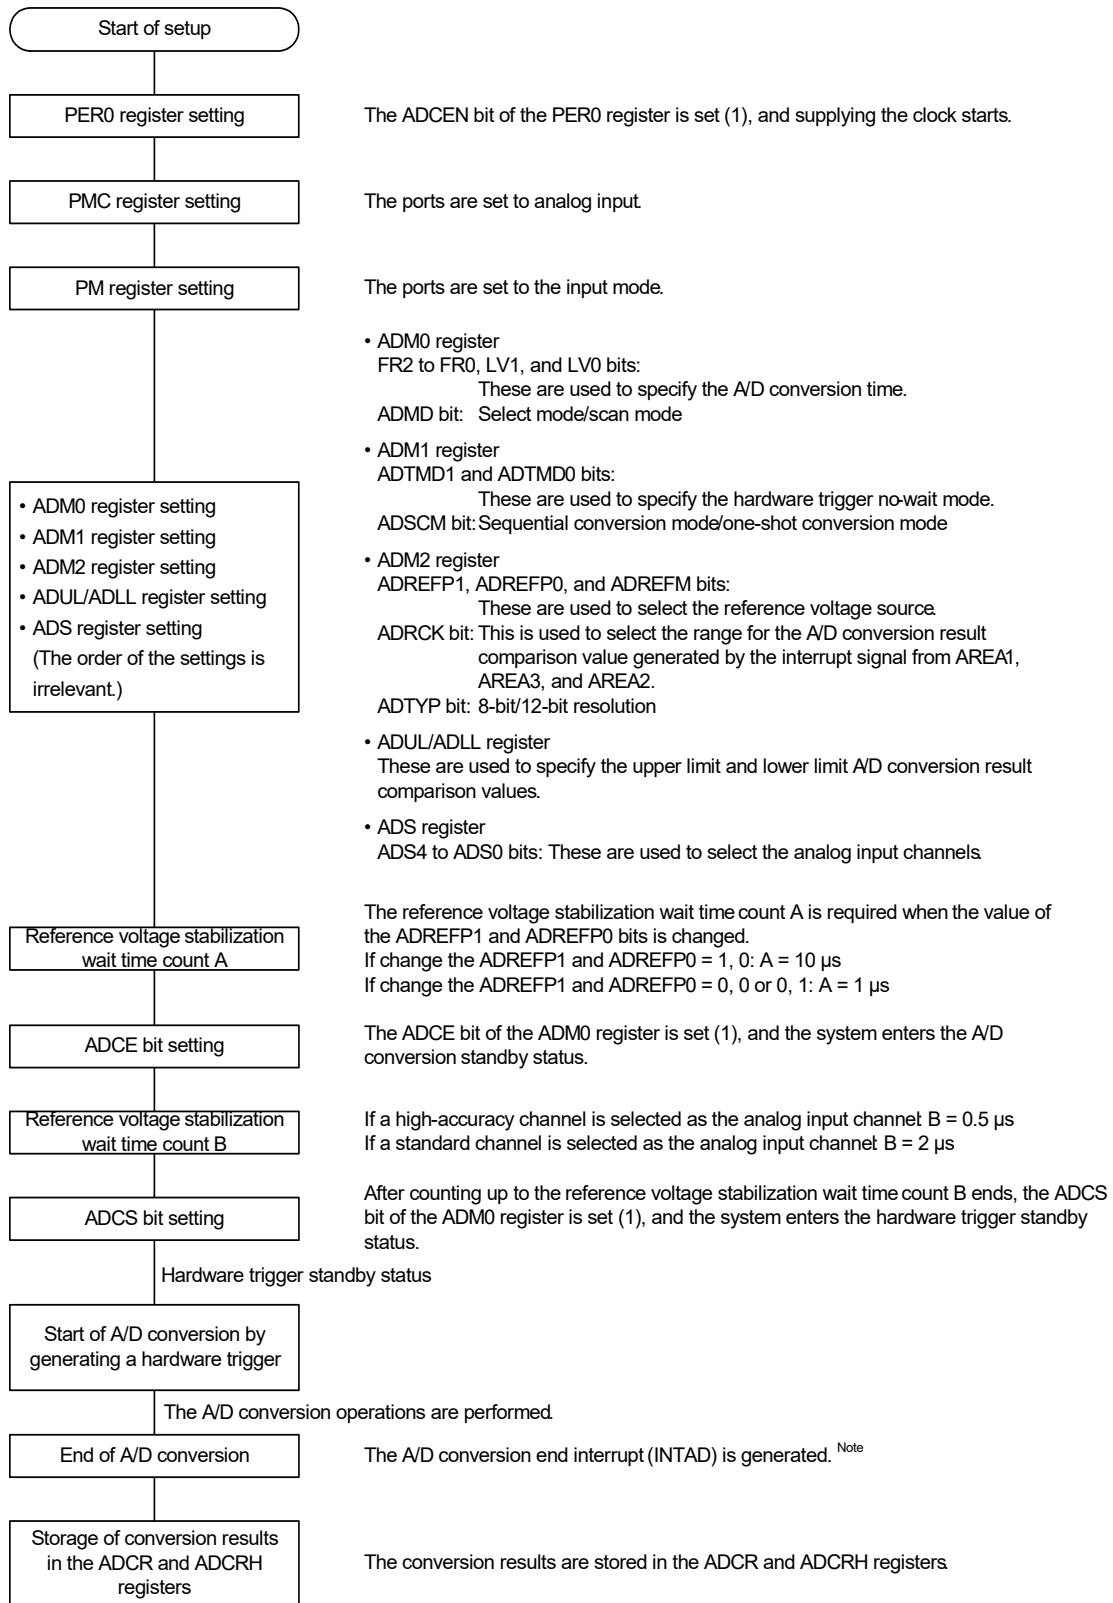 Start of setup
PER0 register setting
The ADCEN bit of the PER0 register is set (1), and supplying the clock starts.
PMC register setting
The ports are set to analog input.
PM register setting
The ports are set to the input mode.
• ADM0 register setting
• ADM1 register setting
• ADM2 register setting
• ADUL/ADLL register setting
• ADS register setting
(The order of the settings is
irrelevant.)
• ADM0 register
FR2 to FR0, LV1, and LV0 bits:
These are used to specify the A/D conversion time.
ADMD bit: Select mode/scan mode
• ADM1 register
ADTMD1 and ADTMD0 bits:
These are used to specify the hardware trigger no-wait mode.
ADSCM bit: Sequential conversion mode/one-shot conversion mode
• ADM2 register
ADREFP1, ADREFP0, and ADREFM bits:
These are used to select the reference voltage source.
ADRCK bit: This is used to select the range for the A/D conversion result
comparison value generated by the interrupt signal from AREA1,
AREA3, and AREA2.
ADTYP bit: 8-bit/12-bit resolution
• ADUL/ADLL register
These are used to specify the upper limit and lower limit A/D conversion result
comparison values.
• ADS register
ADS4 to ADS0 bits: These are used to select the analog input channels.
Reference voltage stabilization
wait time count A
The reference voltage stabilization wait time count A is required when the value of
the ADREFP1 and ADREFP0 bits is changed.
If change the ADREFP1 and ADREFP0 = 1, 0: A = 10 µs
If change the ADREFP1 and ADREFP0 = 0, 0 or 0, 1: A = 1 µs
ADCE bit setting
The ADCE bit of the ADM0 register is set (1), and the system enters the A/D
conversion standby status.
Reference voltage stabilization
wait time count B
If a high-accuracy channel is selected as the analog input channel: B = 0.5 µs
If a standard channel is selected as the analog input channel: B = 2 µs
ADCS bit setting
After counting up to the reference voltage stabilization wait time count B ends, the ADCS
bit of the ADM0 register is set (1), and the system enters the hardware trigger standby
status.
Hardware trigger standby status
Start of A/D conversion by
generating a hardware trigger
The A/D conversion operations are performed.
End of A/D conversion
The A/D conversion end interrupt (INTAD) is generated. Note
Storage of conversion results
in the ADCR and ADCRH
registers
The conversion results are stored in the ADCR and ADCRH registers.